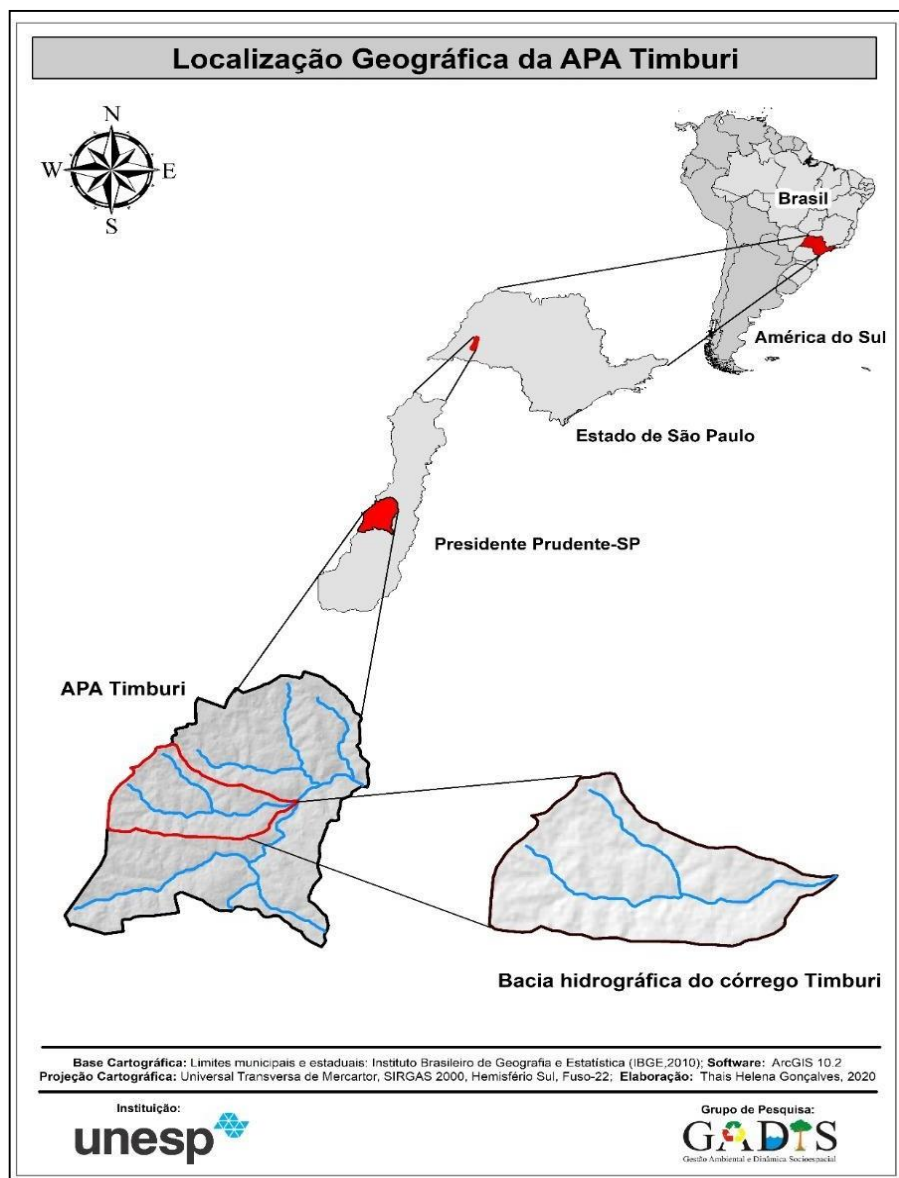 Localização Geográfica da APA Timburi
N
W E
S
Brasil
América do Sul
Estado de São Paulo
Presidente Prudente-SP
APA Timburi
Bacia hidrográfica do córrego Timburi
Base Cartográfica: Limites municipais e estaduais: Instituto Brasileiro de Geografia e Estatística (IBGE,2010); Software: ArcGIS 10.2
Projeção Cartográfica: Universal Transversa de Mercartor, SIRGAS 2000, Hemisfério Sul, Fuso-22; Elaboração: Thais Helena Gonçalves, 2020
Instituição:
unesp
Grupo de Pesquisa:
GADIS
Gestão Ambiental e Dinâmica Socioespacial